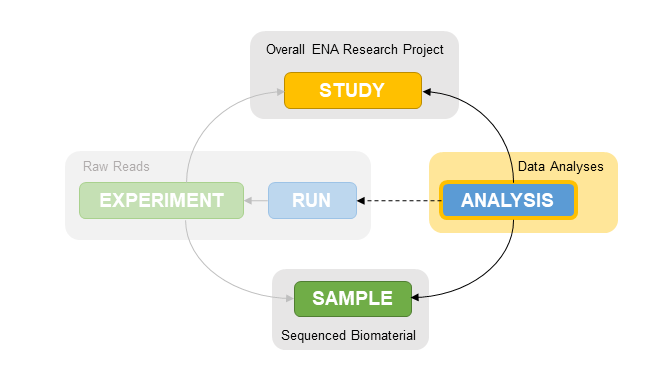 Overall ENA Research Project
STUDY
Raw Reads
Data Analyses
EXPERIMENT
RUN
ANALYSIS
SAMPLE
Sequenced Biomaterial